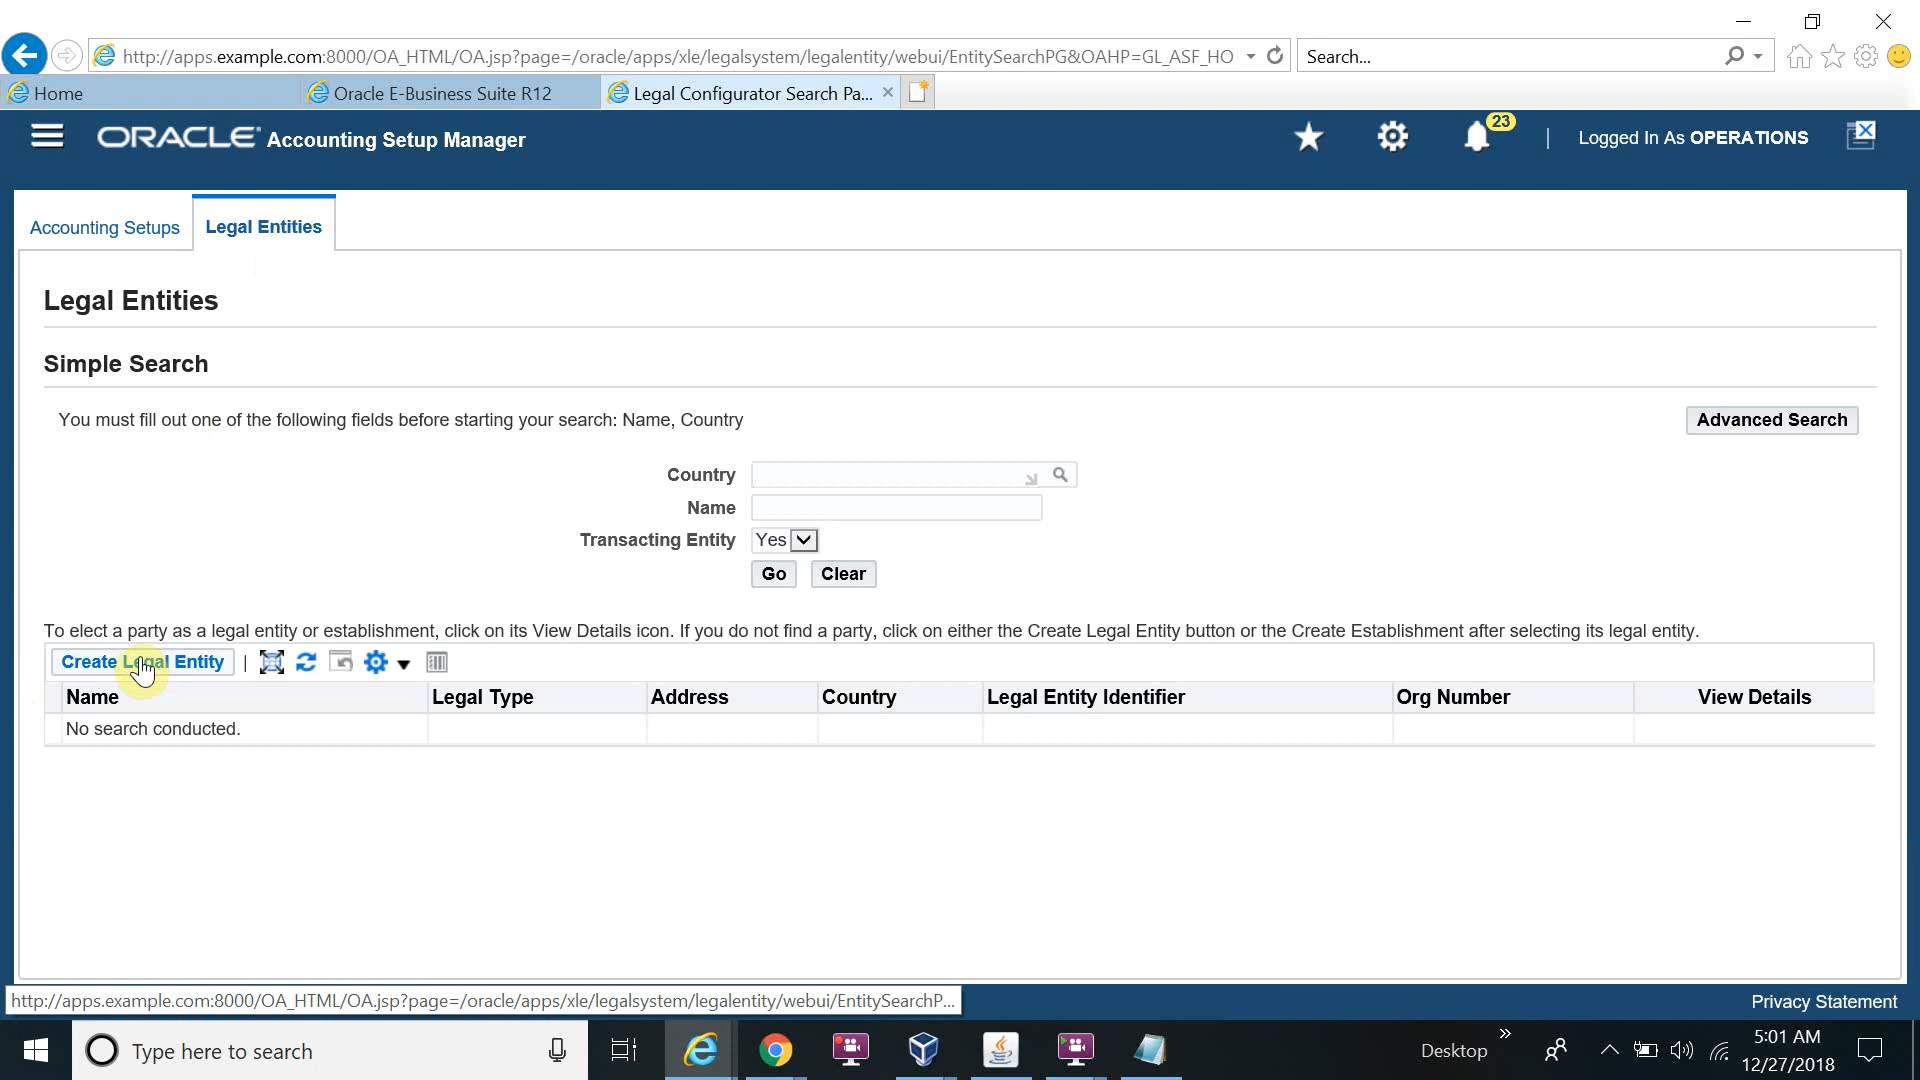 http://apps.example.com:8000/OA_HTML/OA.jsp?page=/oracle/apps/xle/legalsystem/legalentity/webui/EntitySearchPG&OAHP=GL_ASF_HO
Search...
Home
Oracle E-Business Suite R12
Legal Configurator Search Pa...
ORACLE Accounting Setup Manager
23
Logged In As OPERATIONS
Accounting Setups
Legal Entities
Legal Entities
Simple Search
You must fill out one of the following fields before starting your search: Name, Country
Advanced Search
Country
Name
Transacting Entity Yes
Go Clear
To elect a party as a legal entity or establishment, click on its View Details icon. If you do not find a party, click on either the Create Legal Entity button or the Create Establishment after selecting its legal entity.
Create Legal Entity
Name Legal Type Address Country Legal Entity Identifier Org Number View Details
No search conducted.
http://apps.example.com:8000/OA_HTML/OA.jsp?page=/oracle/apps/xle/legalsystem/legalentity/webui/EntitySearchP...
Privacy Statement
Type here to search
Desktop
5:01 AM
12/27/2018